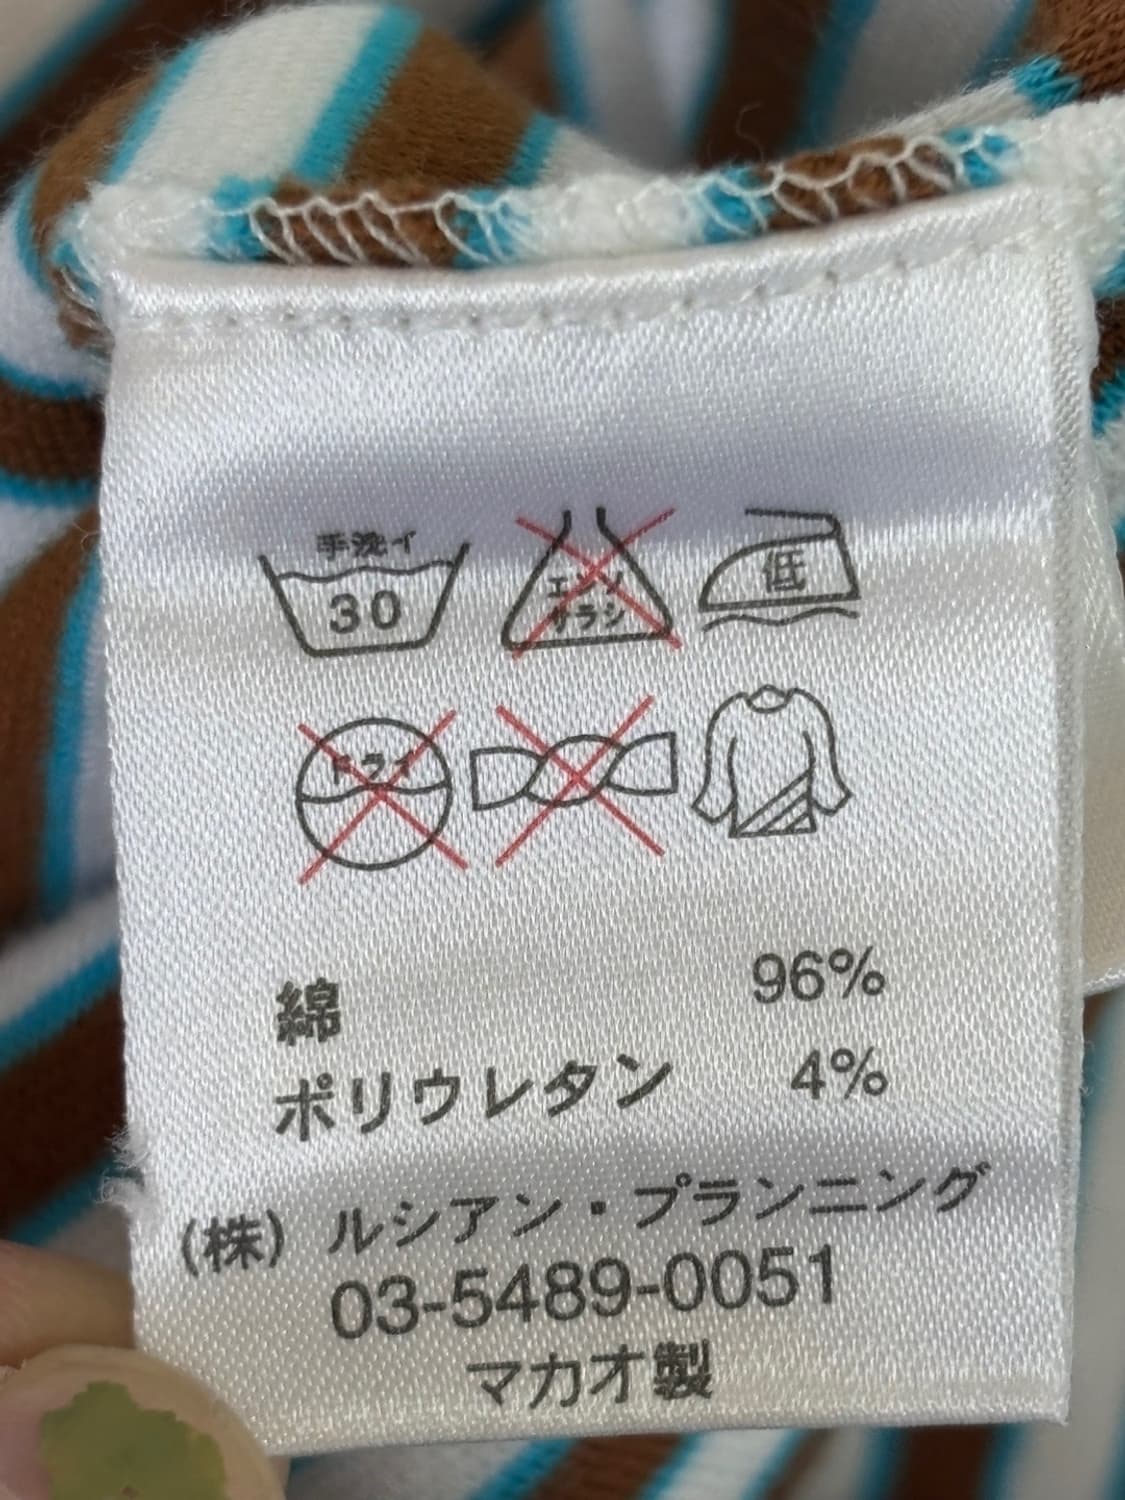 手洗イ
30
エンソ
サラシ
低
ドライ
綿 96%
ポリウレタン 4%
(株) ルシアン・プランニング
03-5489-0051
マカオ製